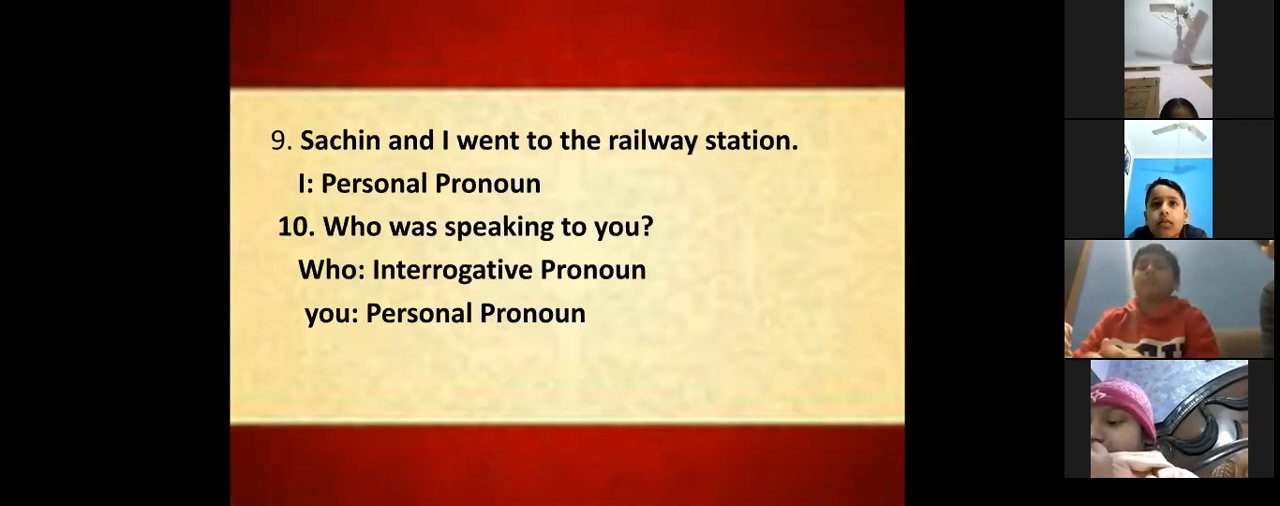 9. Sachin and I went to the railway station.
I: Personal Pronoun
10. Who was speaking to you?
Who: Interrogative Pronoun
you: Personal Pronoun